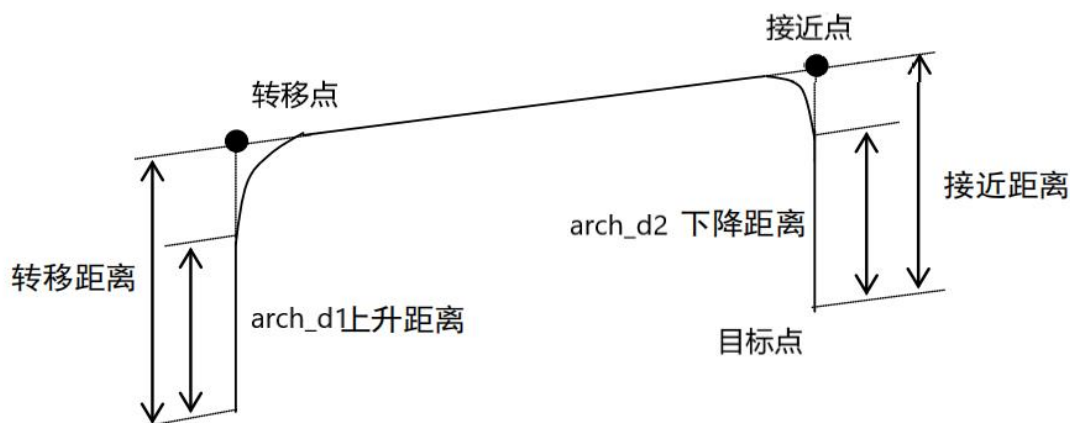 接近点
转移点
接近距离
arch_d2 下降距离
转移距离
arch_d1上升距离
目标点